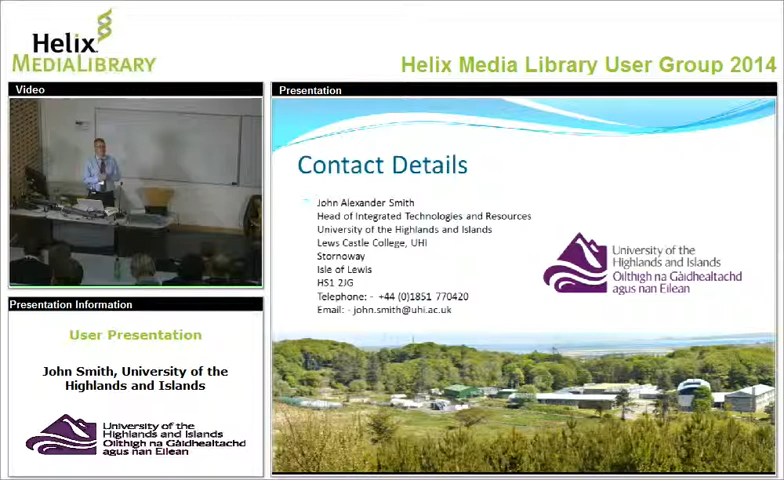 Helix
MEDIALIBRARY
Helix Media Library User Group 2014
Video
Presentation
Contact Details
John Alexander Smith
Head of Integrated Technologies and Resources
University of the Highlands and Islands
Lews Castle College, UHI
Stornoway
Isle of Lewis
HS1 2JG
Telephone: - +44 (0)1851 770420
Email: - john.smith@uhi.ac.uk
University of the
Highlands and Islands
Oilthigh na Gàidhealtachd
agus nan Eilean
Presentation Information
User Presentation
John Smith, University of the
Highlands and Islands
University of the
Highlands and Islands
Oilthigh na Gàidhealtachd
agus nan Eilean